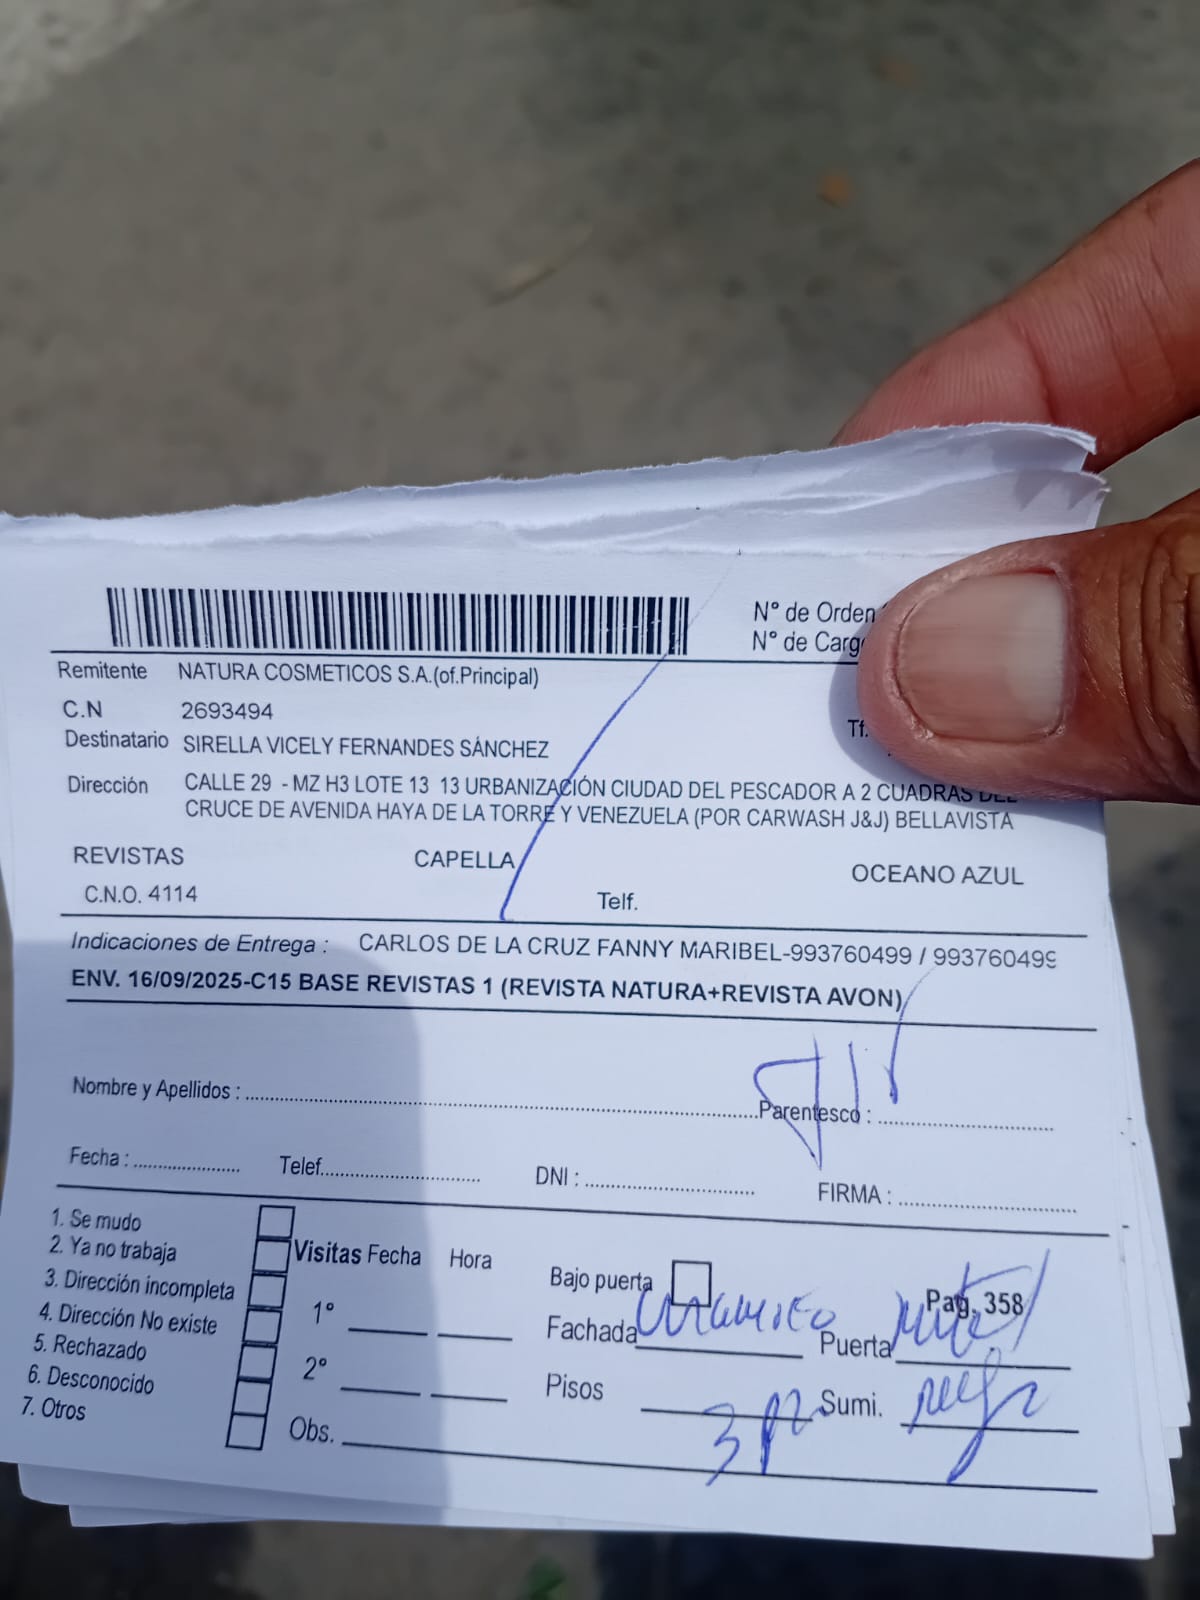 N° de Orden
N° de Cargo
Remitente NATURA COSMETICOS S.A.(of.Principal)
C.N 2693494
Tf.
Destinatario SIRELLA VICELY FERNANDES SÁNCHEZ
Dirección CALLE 29 - MZ H3 LOTE 13 13 URBANIZACIÓN CIUDAD DEL PESCADOR A 2 CUADRAS DEL
CRUCE DE AVENIDA HAYA DE LA TORRE Y VENEZUELA (POR CARWASH J&J) BELLAVISTA
REVISTAS CAPELLA OCEANO AZUL
C.N.O. 4114 Telf.
Indicaciones de Entrega : CARLOS DE LA CRUZ FANNY MARIBEL-993760499 / 993760499
ENV. 16/09/2025-C15 BASE REVISTAS 1 (REVISTA NATURA+REVISTA AVON)
Nombre y Apellidos : Parentesco :
Fecha : Telef. DNI : FIRMA :
1. Se mudo
2. Ya no trabaja
3. Dirección incompleta
4. Dirección No existe
5. Rechazado
6. Desconocido
7. Otros
Visitas Fecha Hora
1°
2°
Obs.
Bajo puerta Pag. 358
Fachada Puerta
Pisos 3 Sumi.